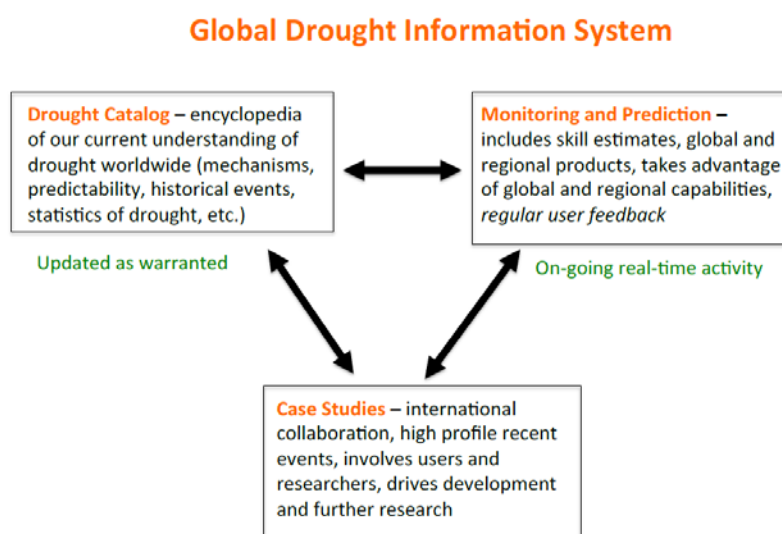 Global Drought Information System
Drought Catalog – encyclopedia
of our current understanding of
drought worldwide (mechanisms,
predictability, historical events,
statistics of drought, etc.)
Updated as warranted
Monitoring and Prediction –
includes skill estimates, global and
regional products, takes advantage
of global and regional capabilities,
regular user feedback
On-going real-time activity
Case Studies – international
collaboration, high profile recent
events, involves users and
researchers, drives development
and further research